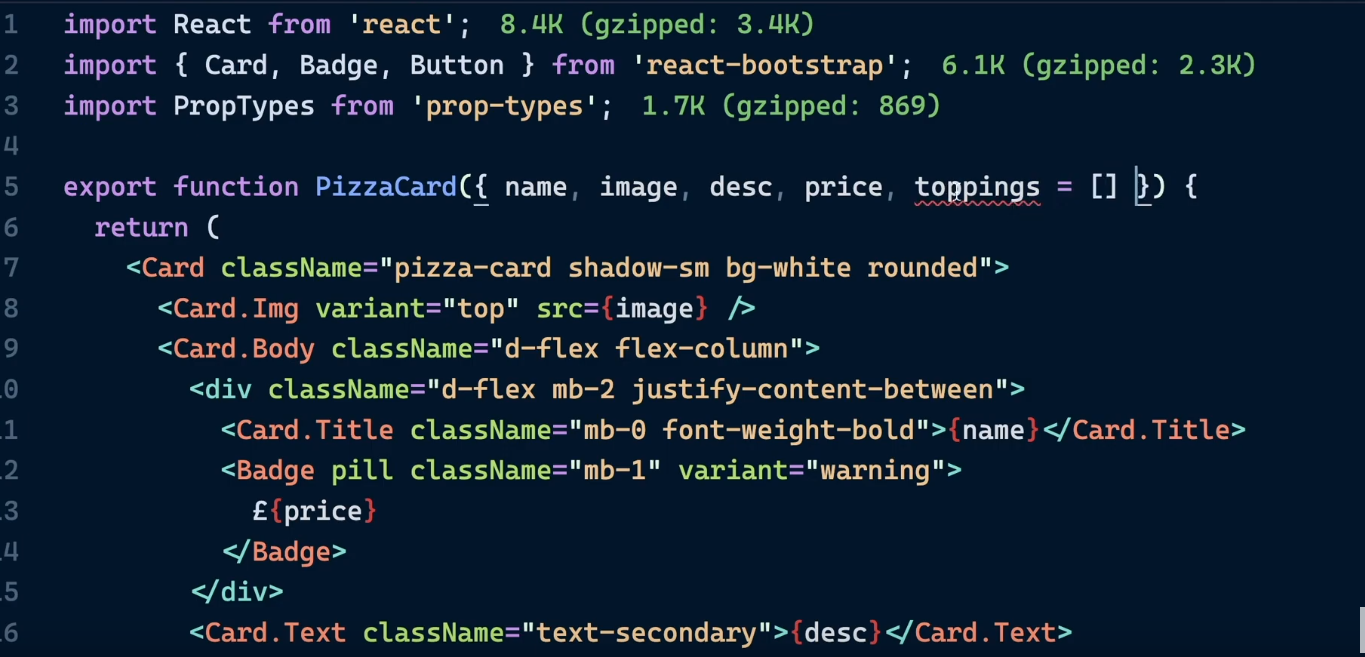 1 import React from 'react'; 8.4K (gzipped: 3.4K)
2 import { Card, Badge, Button } from 'react-bootstrap'; 6.1K (gzipped: 2.3K)
3 import PropTypes from 'prop-types'; 1.7K (gzipped: 869)
4
5 export function PizzaCard({ name, image, desc, price, toppings = [] }) {
6 return (
7 <Card className="pizza-card shadow-sm bg-white rounded">
8 <Card.Img variant="top" src={image} />
9 <Card.Body className="d-flex flex-column">
0 <div className="d-flex mb-2 justify-content-between">
1 <Card.Title className="mb-0 font-weight-bold">{name}</Card.Title>
2 <Badge pill className="mb-1" variant="warning">
3 £{price}
4 </Badge>
5 </div>
6 <Card.Text className="text-secondary">{desc}</Card.Text>